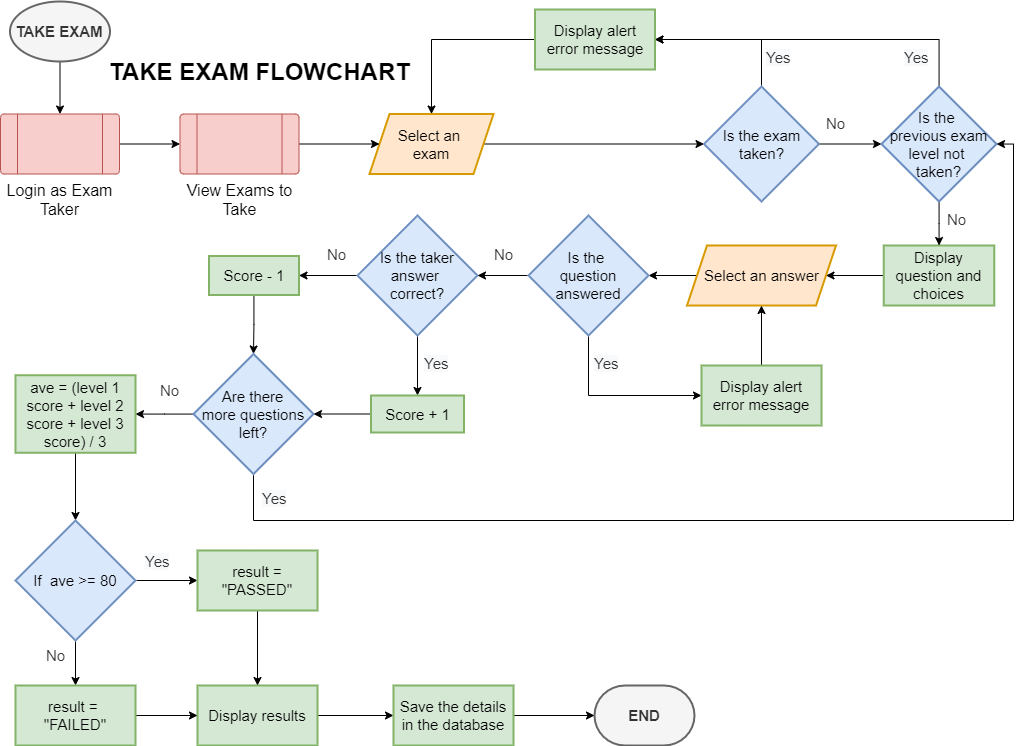 TAKE EXAM
TAKE EXAM FLOWCHART
Display alert
error message
Yes
Yes
Login as Exam
Taker
View Exams to
Take
Select an
exam
Is the exam
taken?
No
Is the
previous exam
level not
taken?
No
Display
question and
choices
Select an answer
Is the
question
answered
No
Yes
Display alert
error message
Is the taker
answer
correct?
No
Yes
Score - 1
Score + 1
Are there
more questions
left?
No
Yes
ave = (level 1
score + level 2
score + level 3
score) / 3
If ave >= 80
Yes
No
result =
"PASSED"
result =
"FAILED"
Display results
Save the details
in the database
END